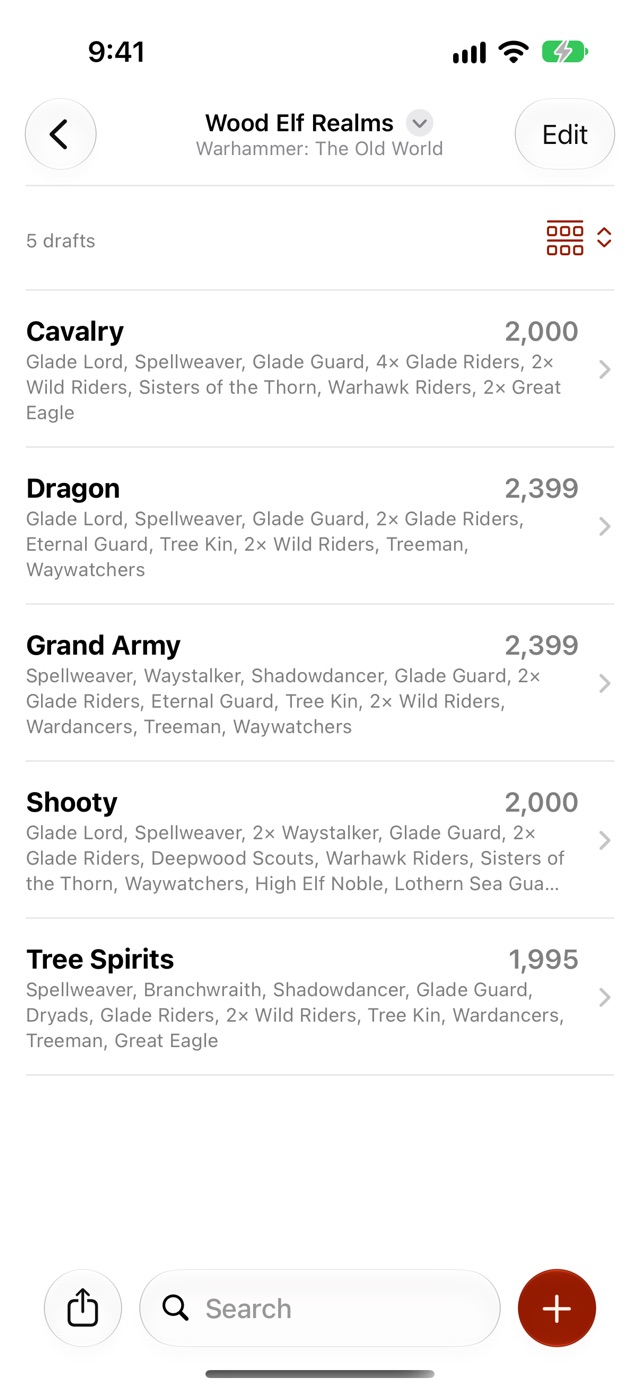 9:41
Wood Elf Realms
Warhammer: The Old World
Edit
5 drafts
Cavalry
2,000
Glade Lord, Spellweaver, Glade Guard, 4× Glade Riders, 2×
Wild Riders, Sisters of the Thorn, Warhawk Riders, 2× Great
Eagle
Dragon
2,399
Glade Lord, Spellweaver, Glade Guard, 2× Glade Riders,
Eternal Guard, Tree Kin, 2× Wild Riders, Treeman,
Waywatchers
Grand Army
2,399
Spellweaver, Waystalker, Shadowdancer, Glade Guard, 2×
Glade Riders, Eternal Guard, Tree Kin, 2× Wild Riders,
Wardancers, Treeman, Waywatchers
Shooty
2,000
Glade Lord, Spellweaver, 2× Waystalker, Glade Guard, 2×
Glade Riders, Deepwood Scouts, Warhawk Riders, Sisters of
the Thorn, Waywatchers, High Elf Noble, Lothern Sea Gua...
Tree Spirits
1,995
Spellweaver, Branchwraith, Shadowdancer, Glade Guard,
Dryads, Glade Riders, 2× Wild Riders, Tree Kin, Wardancers,
Treeman, Great Eagle
Search